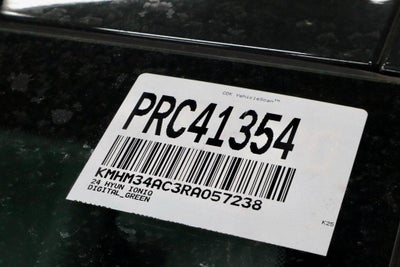 CDK VehicleScan™
PRC41354
KMHM34AC3RA057238
24 HYUN IONIQ
DIGITAL_GREEN
K25